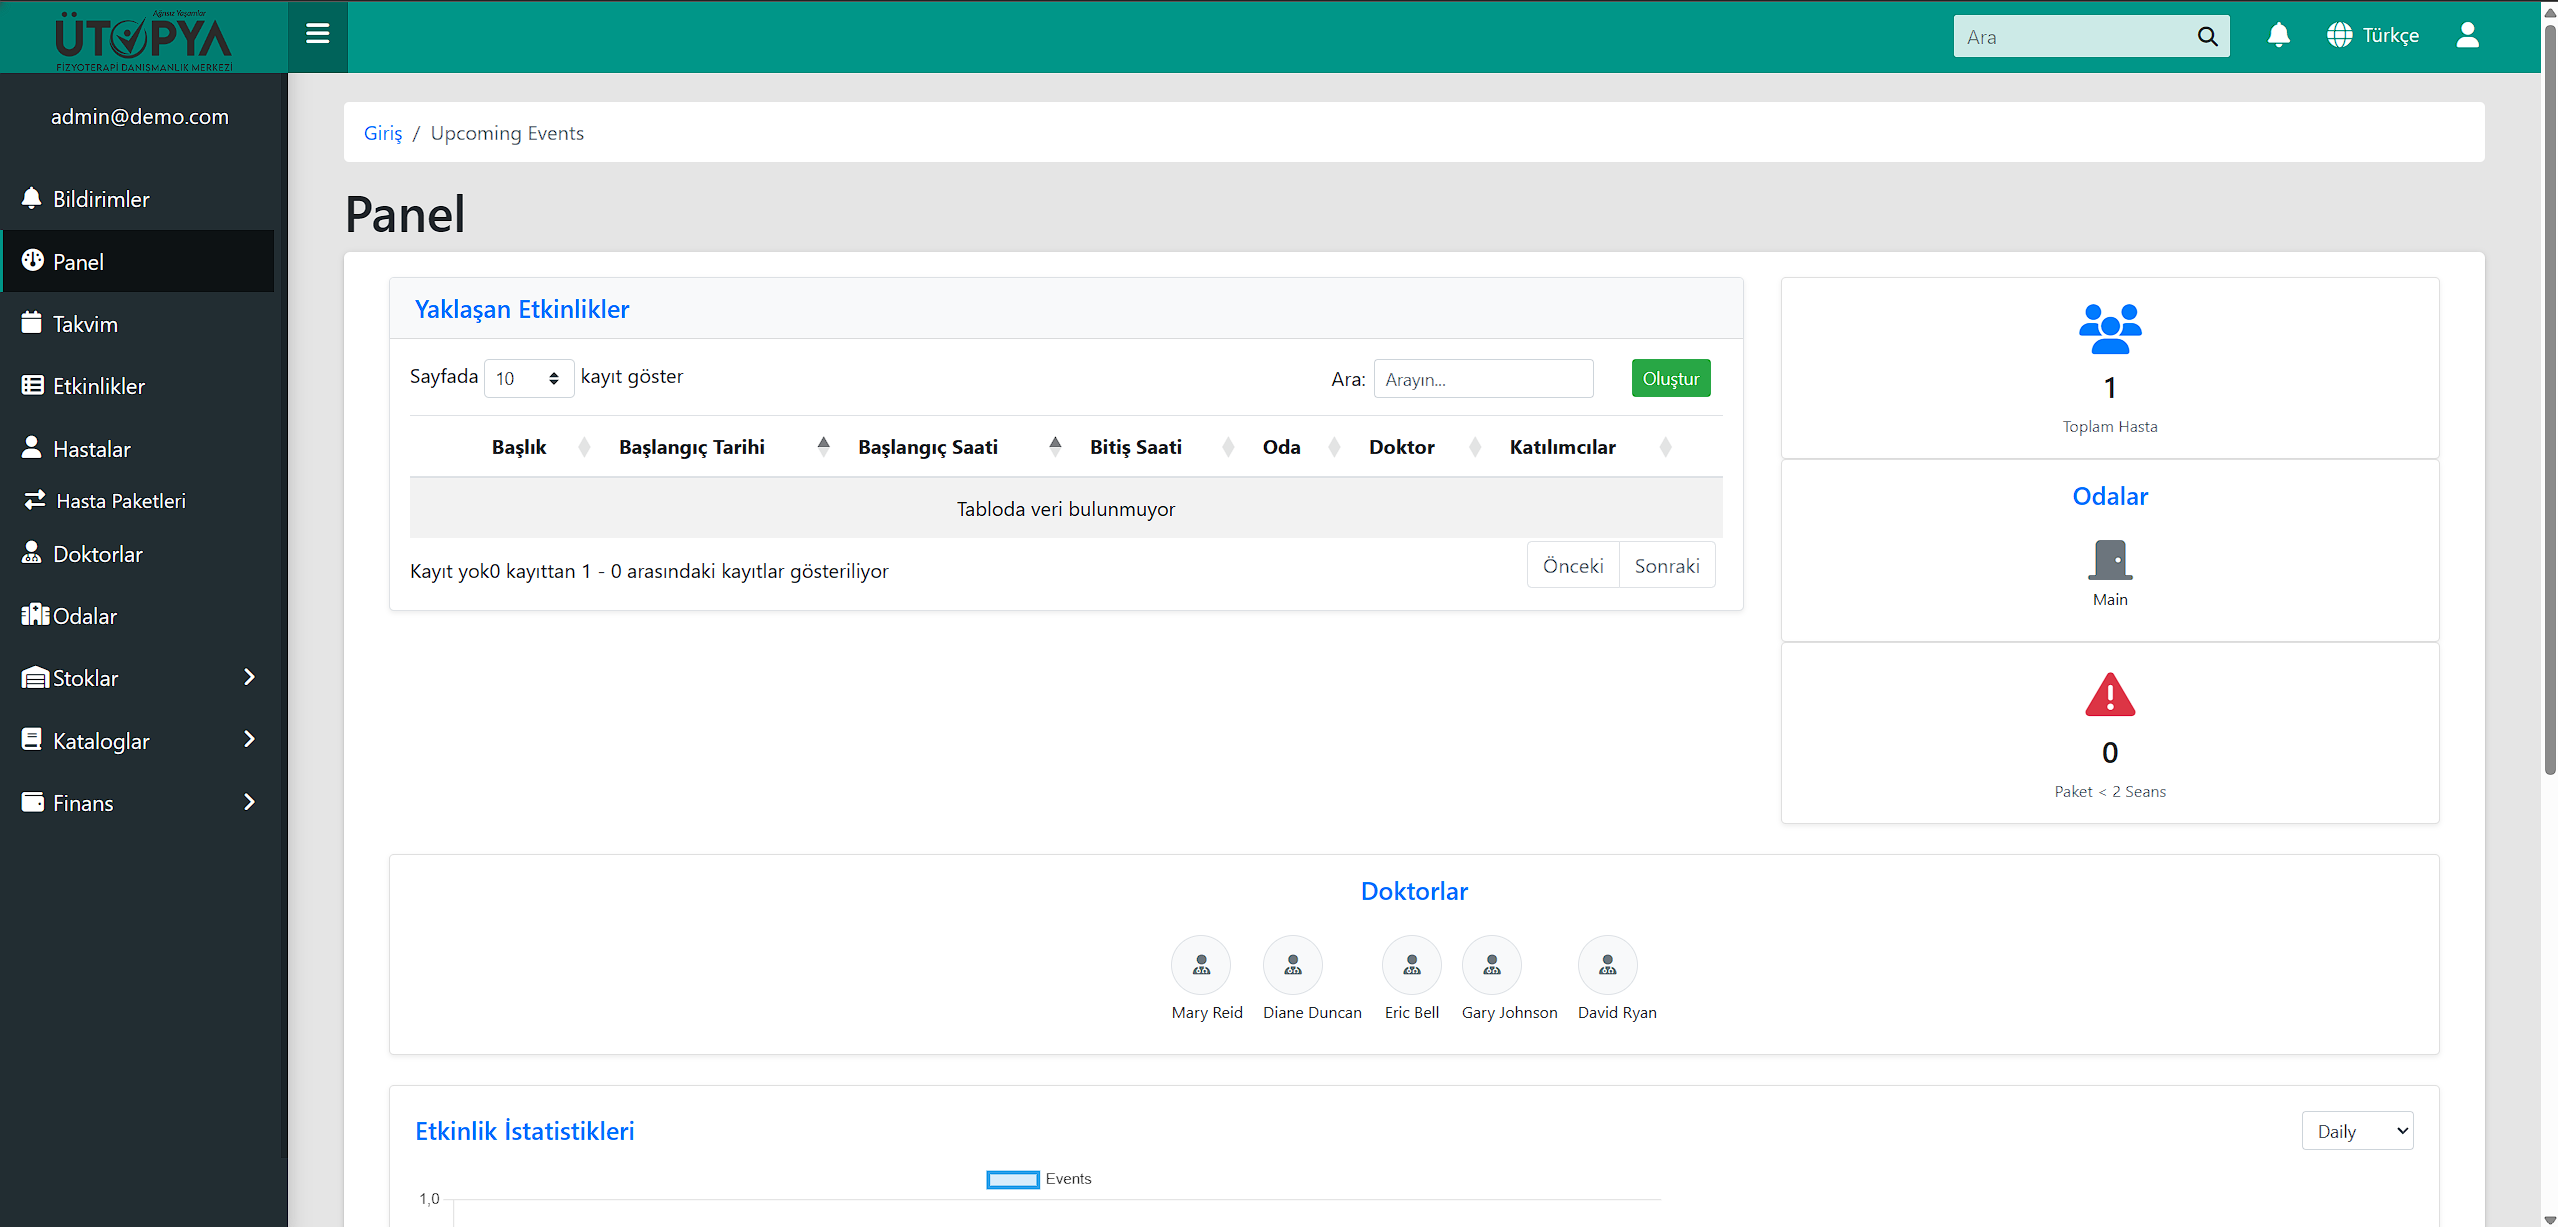 Ağrısız Yaşamlar
ÜTOPYA
FİZYOTERAPİ DANIŞMANLIK MERKEZİ
Ara
Türkçe
admin@demo.com
Bildirimler
Panel
Takvim
Etkinlikler
Hastalar
Hasta Paketleri
Doktorlar
Odalar
Stoklar
Kataloglar
Finans
Giriş / Upcoming Events
Panel
Yaklaşan Etkinlikler
Sayfada 10 kayıt göster
Ara: Arayın...
Oluştur
Başlık Başlangıç Tarihi Başlangıç Saati Bitiş Saati Oda Doktor Katılımcılar
Tabloda veri bulunmuyor
Kayıt yok0 kayıttan 1 - 0 arasındaki kayıtlar gösteriliyor
Önceki Sonraki
1
Toplam Hasta
Odalar
Main
0
Paket < 2 Seans
Doktorlar
Mary Reid Diane Duncan Eric Bell Gary Johnson David Ryan
Etkinlik İstatistikleri
Daily
Events
1,0